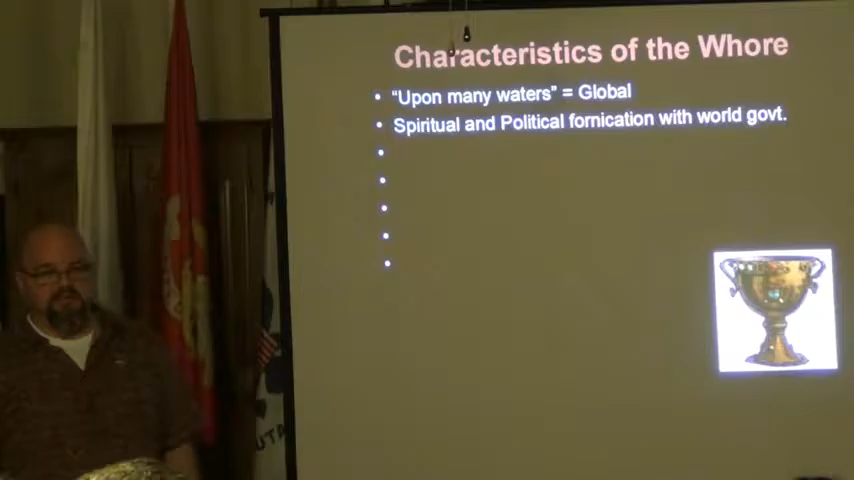 Characteristics of the Whore
• "Upon many waters" = Global
• Spiritual and Political fornication with world govt.